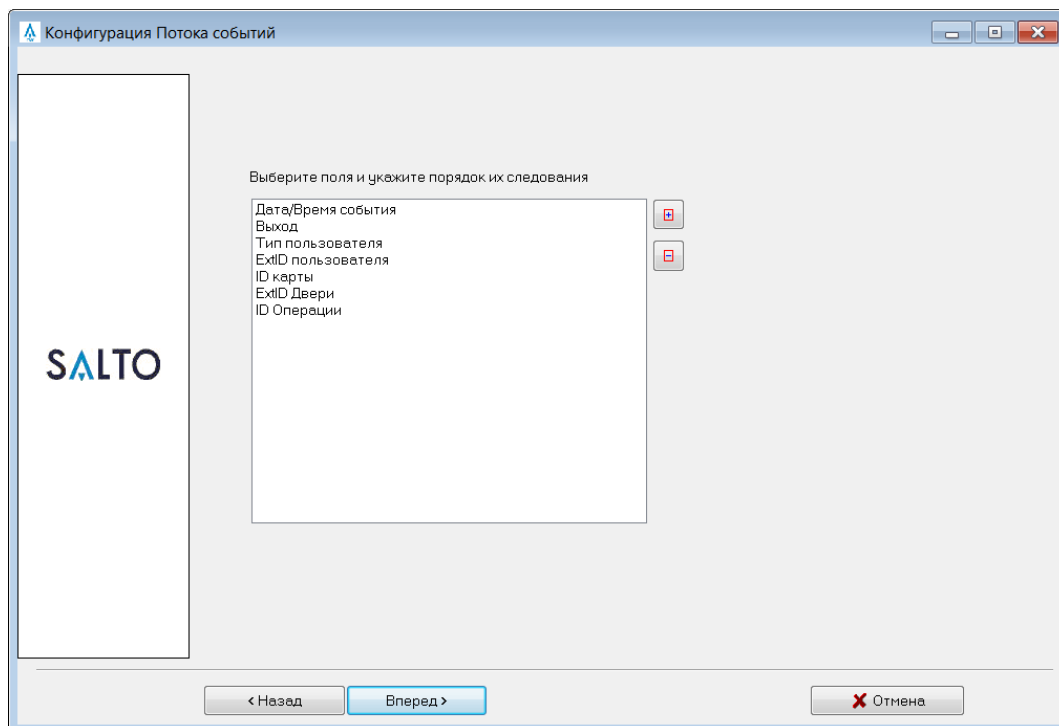 Конфигурация Потока событий
Выберите поля и укажите порядок их следования
Дата/Время события
Выход
Тип пользователя
ExtID пользователя
ID карты
ExtID Двери
ID Операции
SALTO
< Назад
Вперед >
Отмена